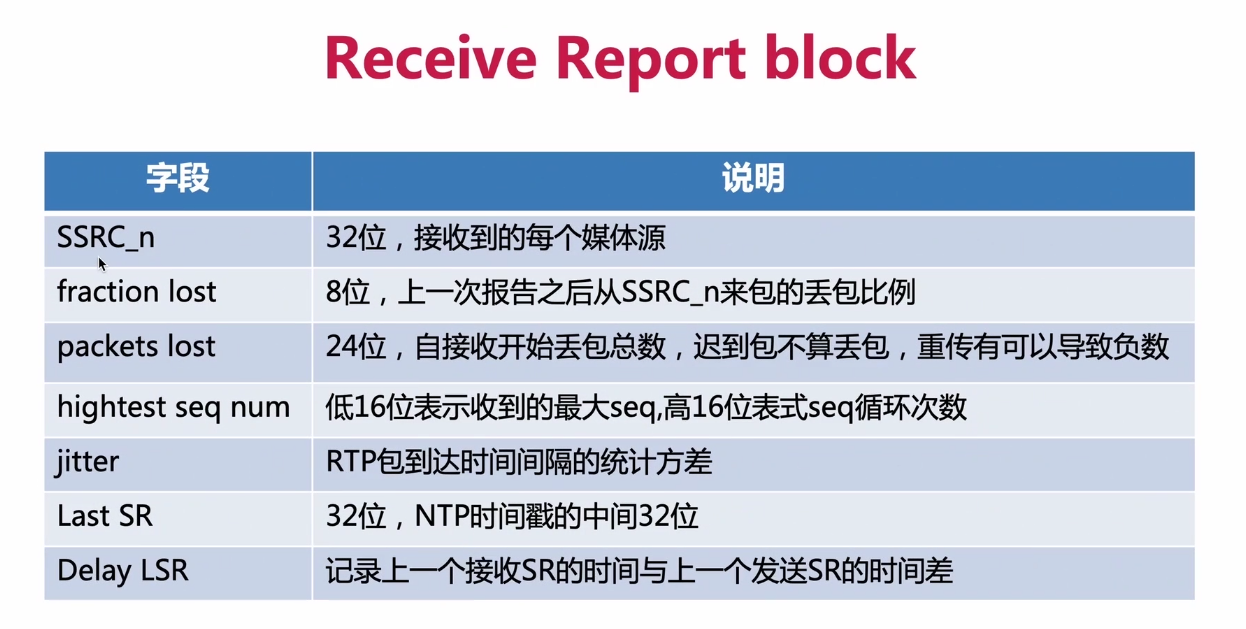 Receive Report block
字段 说明
SSRC_n 32位，接收到的每个媒体源
fraction lost 8位，上一次报告之后从SSRC_n来包的丢包比例
packets lost 24位，自接收开始丢包总数，迟到包不算丢包，重传有可以导致负数
hightest seq num 低16位表示收到的最大seq,高16位表式seq循环次数
jitter RTP包到达时间间隔的统计方差
Last SR 32位，NTP时间戳的中间32位
Delay LSR 记录上一个接收SR的时间与上一个发送SR的时间差